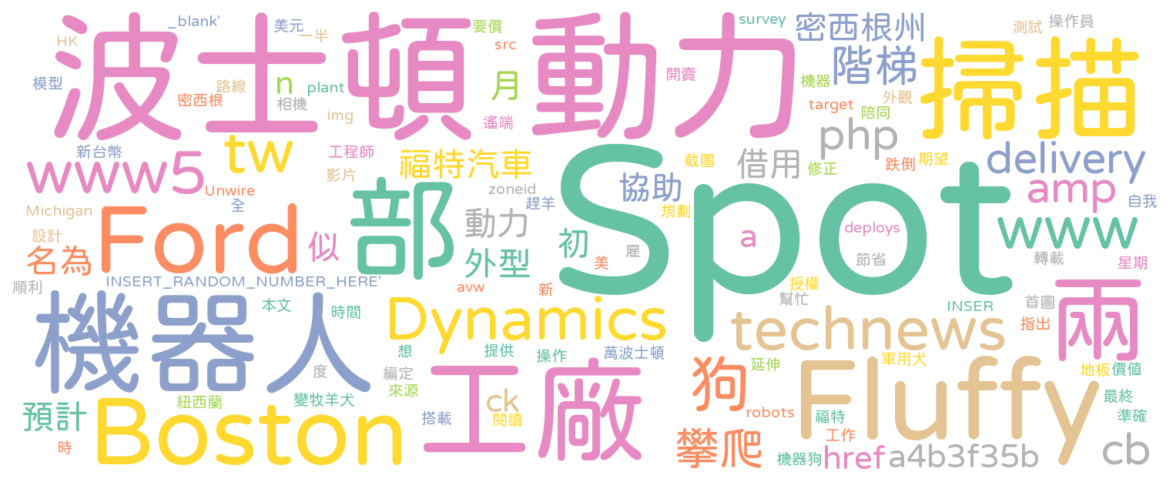 波士頓動力
Spot
掃描
密西根州
階梯
_blank'
美元
一半
要價
src
survey
開賣
HK
模型
路線
密西根
相機
plant
img
n
月
遙端
機器
測試
操作員
外觀
target
陪同
php
借用
截圖
修正
跌倒
期望
新台幣
www5
tw
工程師
影片
福特汽車
delivery
Unwire
全
zoneid
趕羊
協助
規劃
amp
自我
Michigan
設計
名為
Ford
似
部
動力
外型
初
雇
美
a
deploys
節省
www
轉載
星期
順利
INSERT_RANDOM_NUMBER_HERE'
avw
新
授權
幫忙
INSER
首圖
指出
兩
機器人
本文
時間
Dynamics
想
提供
操作
萬波士頓
technews
度
編定
來源
工廠
狗
延伸
軍用犬
地板
價值
紐西蘭
變牧羊犬
預計
Boston
搭載
ck
閱讀
robots
福特
Fluffy
最終
準確
時
攀爬
工作
機器狗
href
a4b3f35b
cb